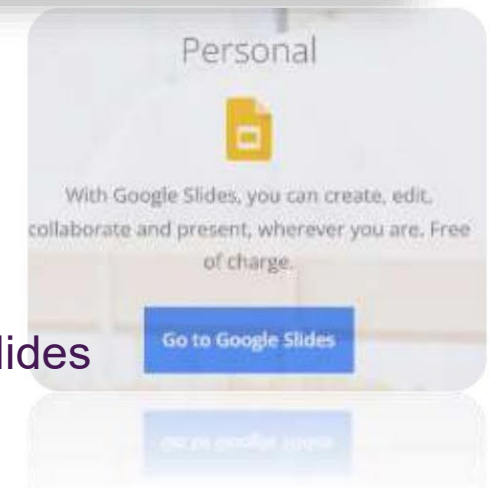 Personal
With Google Slides, you can create, edit,
collaborate and present, wherever you are. Free
of charge.
lides
Go to Google Slides